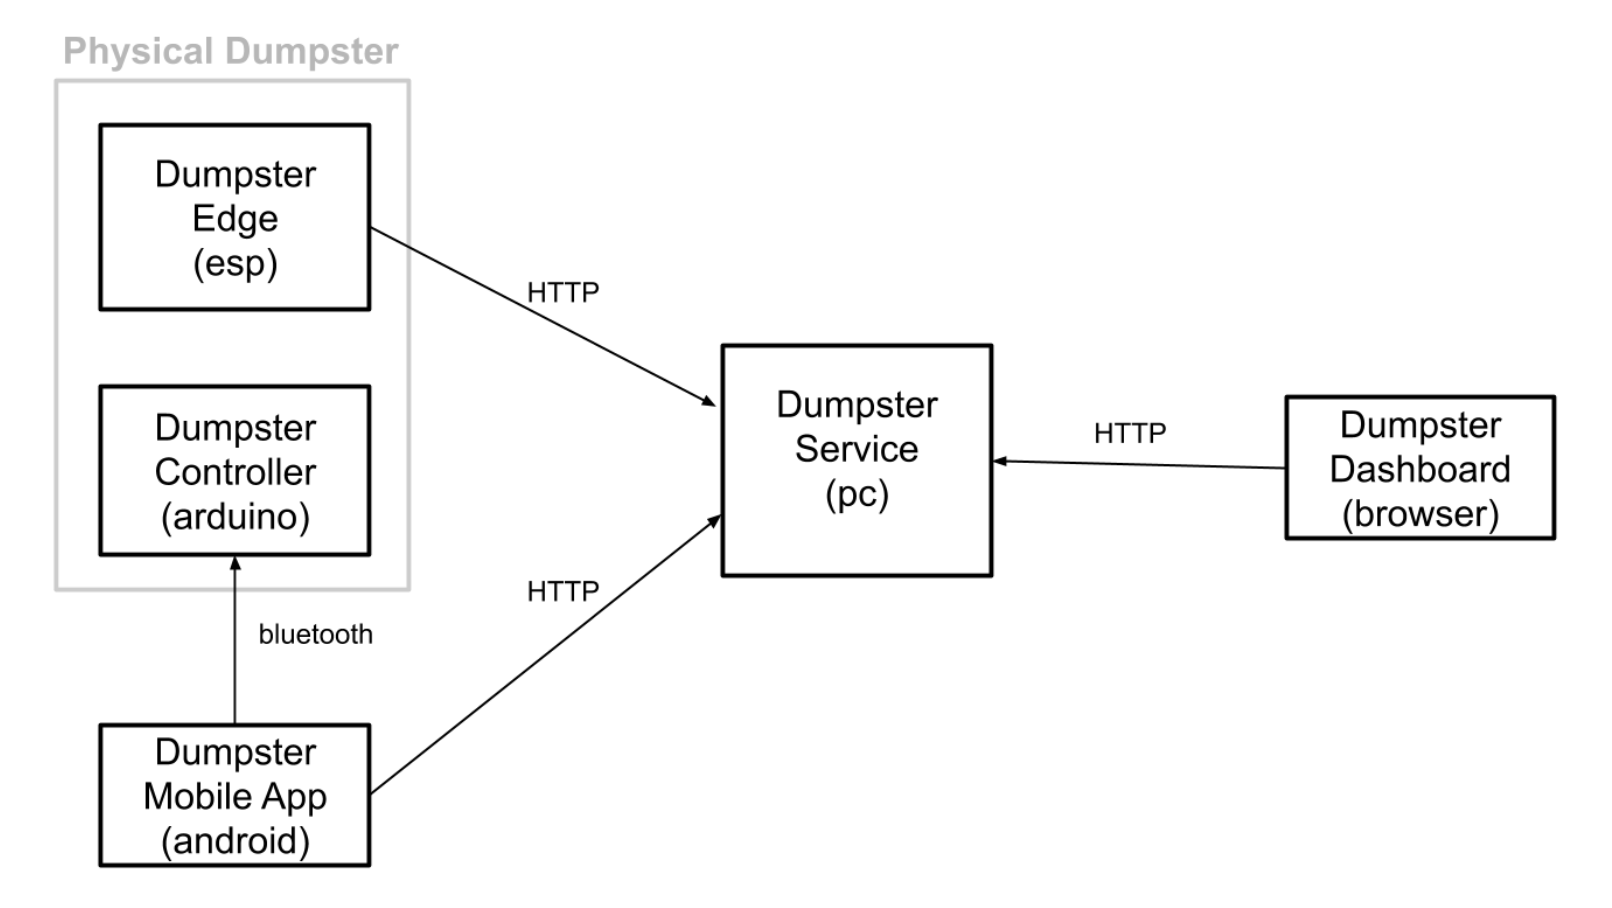 Physical Dumpster
Dumpster
Edge
(esp)
HTTP
Dumpster
Controller
(arduino)
Dumpster
Service
(pc)
HTTP
Dumpster
Dashboard
(browser)
HTTP
bluetooth
Dumpster
Mobile App
(android)